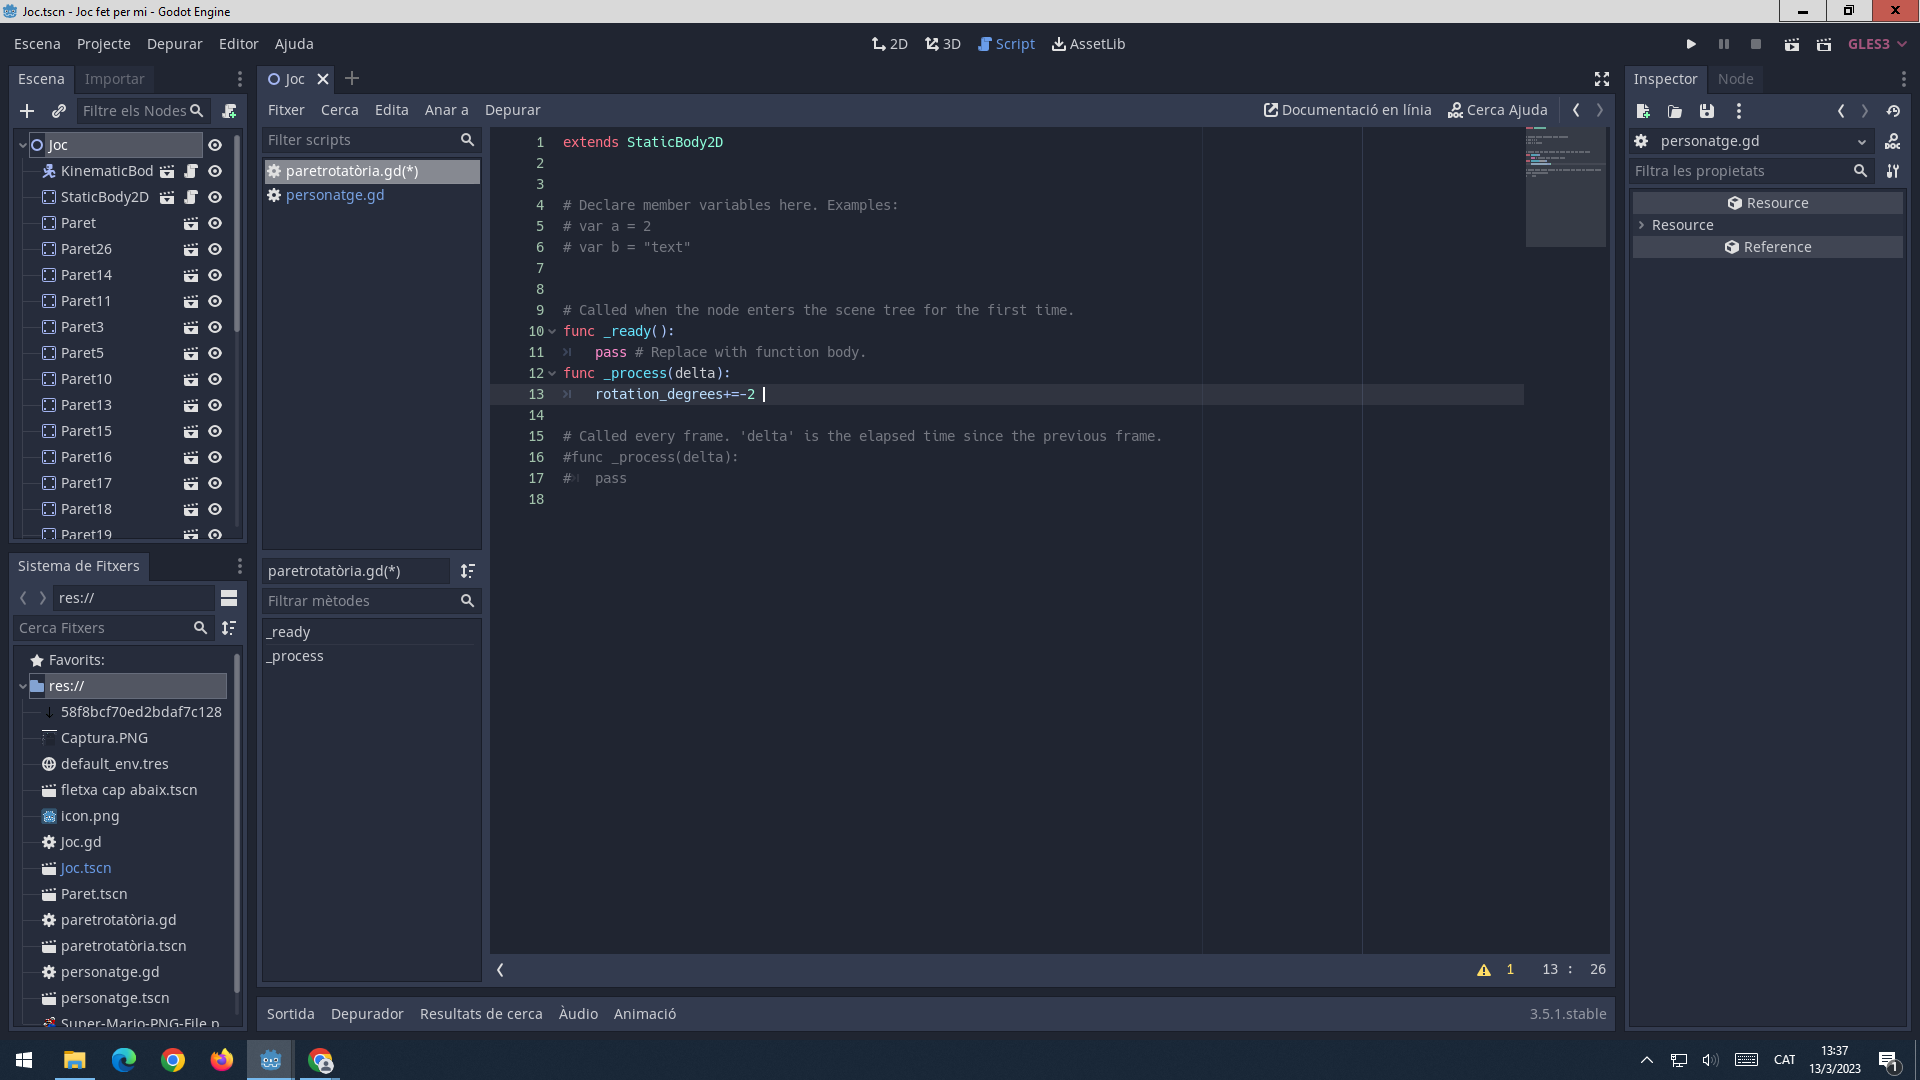 Joc.tscn - Joc fet per mi - Godot Engine
Escena Projecte Depurar Editor Ajuda
2D 3D Script AssetLib
GLES3
Escena Importar
Filtre els Nodes
Joc
KinematicBod
StaticBody2D
Paret
Paret26
Paret14
Paret11
Paret3
Paret5
Paret10
Paret13
Paret15
Paret16
Paret17
Paret18
Paret19
Sistema de Fitxers
res://
Cerca Fitxers
Favorits:
res://
58f8bcf70ed2bdaf7c128
Captura.PNG
default_env.tres
fletxa cap abaix.tscn
icon.png
Joc.gd
Joc.tscn
Paret.tscn
paretrotatòria.gd
paretrotatòria.tscn
personatge.gd
personatge.tscn
Super-Mario-PNG-File.p
Joc
Fitxer Cerca Edita Anar a Depurar
Documentació en línia Cerca Ajuda
Filter scripts
paretrotatòria.gd(*)
personatge.gd
paretrotatòria.gd(*)
Filtrar mètodes
_ready
_process
1 extends StaticBody2D
2
3
4 # Declare member variables here. Examples:
5 # var a = 2
6 # var b = "text"
7
8
9 # Called when the node enters the scene tree for the first time.
10 func _ready():
11 pass # Replace with function body.
12 func _process(delta):
13 rotation_degrees+=-2
14
15 # Called every frame. 'delta' is the elapsed time since the previous frame.
16 #func _process(delta):
17 # pass
18
1 13 : 26
Sortida Depurador Resultats de cerca Àudio Animació
3.5.1.stable
Inspector Node
personatge.gd
Filtra les propietats
Resource
Resource
Reference
CAT
13:37
13/3/2023
1